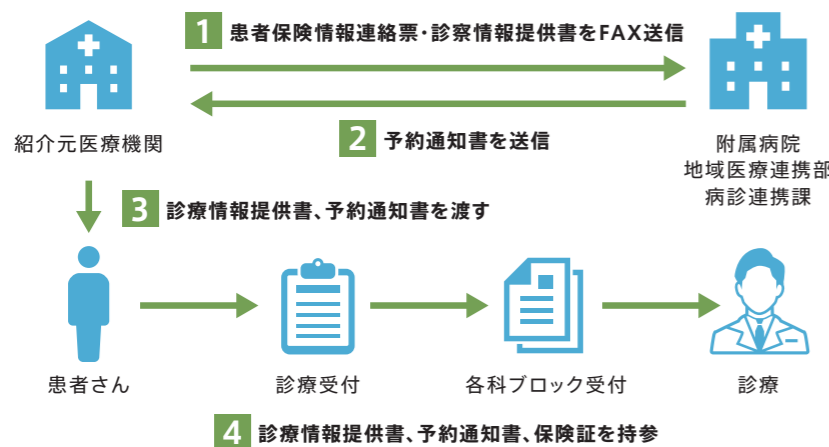 1 患者保険情報連絡票・診察情報提供書をFAX送信
2 予約通知書を送信
紹介元医療機関
附属病院
地域医療連携部
病診連携課
3 診療情報提供書、予約通知書を渡す
患者さん
診療受付
各科ブロック受付
診療
4 診療情報提供書、予約通知書、保険証を持参